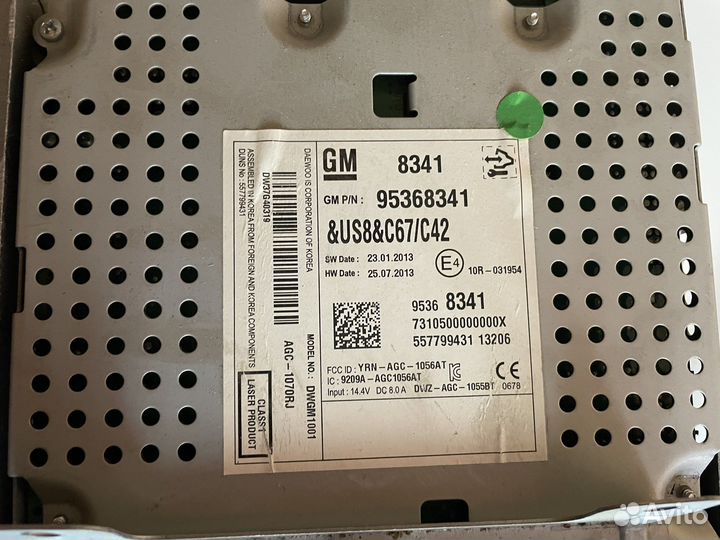 GM 8341
GM P/N : 95368341
&US8&C67/C42
SW Date : 23.01.2013
HW Date : 25.07.2013
E4 10R-031954
9536 8341
7310500000000X
557799431 13206
FCC ID : YRN-AGC-1056AT
IC : 9209A-AGC1056AT
Input : 14.4V DC 8.0 A DWZ-AGC-1055BT 0678
CE
DAEWOO IS CORPORATION OF KOREA
MODEL NO. DWGM1001
DW37G40319
AGC-1070RJ
ASSEMBLED IN KOREA FROM FOREIGN AND KOREA COMPONENTS
DUNS No : 557799431
CLASS 1
LASER PRODUCT
Avito